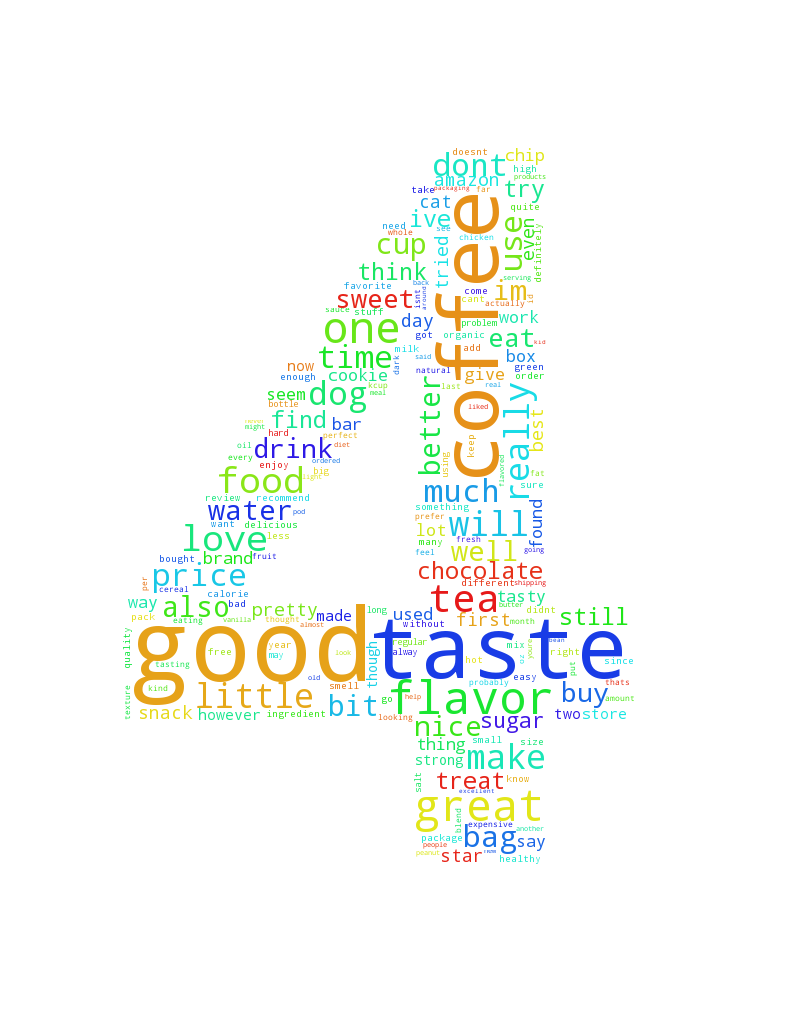 doesnt
chip
dont
high
amazon
products
take
packaging
far
try
cat
quite
ive
need
see
whole
chicken
cup
tried
coffee
use
even
definitely
think
back
serving
favorite
isnt
around
come
im
id
sweet
cant
actually
sauce
stuff
day
problem
work
one
got
organic
eat
kid
time
milk
said
add
box
now
dark
natural
give
green
enough
cookie
kcup
last
real
order
seem
dog
meal
bottle
liked
better
really
never
might
find
bar
best
hard
perfect
keep
oil
drink
diet
every
enjoy
ordered
using
flavored
fat
food
light
big
much
sure
review
recommend
something
water
pod
want
delicious
prefer
will
found
love
less
lot
many
fresh
feel
well
going
bought
brand
fruit
price
cereal
per
chocolate
different
shipping
calorie
way
also
bad
pretty
long
used
tea
tasty
butter
pack
eating
vanilla
thought
made
almost
without
first
month
didnt
still
good
taste
quality
free
year
may
look
though
regular
alway
mix
bean
right
tasting
hot
oz
youre
put
since
kind
old
easy
probably
thats
texture
little
smell
bit
go
help
flavor
buy
amount
snack
however
ingredient
looking
nice
sugar
two
store
thing
small
size
strong
make
salt
treat
know
excellent
great
blend
expensive
another
package
bag
say
people
peanut
star
healthy